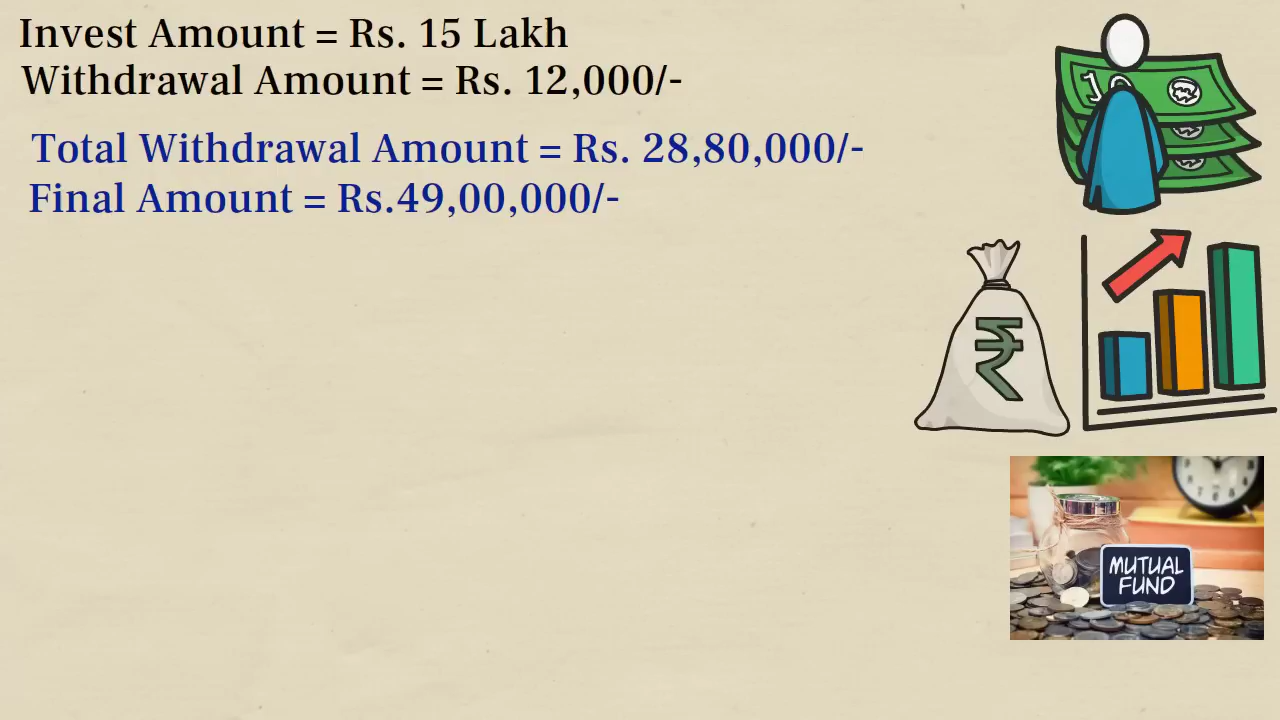 Invest Amount = Rs. 15 Lakh
Withdrawal Amount = Rs. 12,000/-
Total Withdrawal Amount = Rs. 28,80,000/-
Final Amount = Rs.49,00,000/-
₹
MUTUAL
FUND